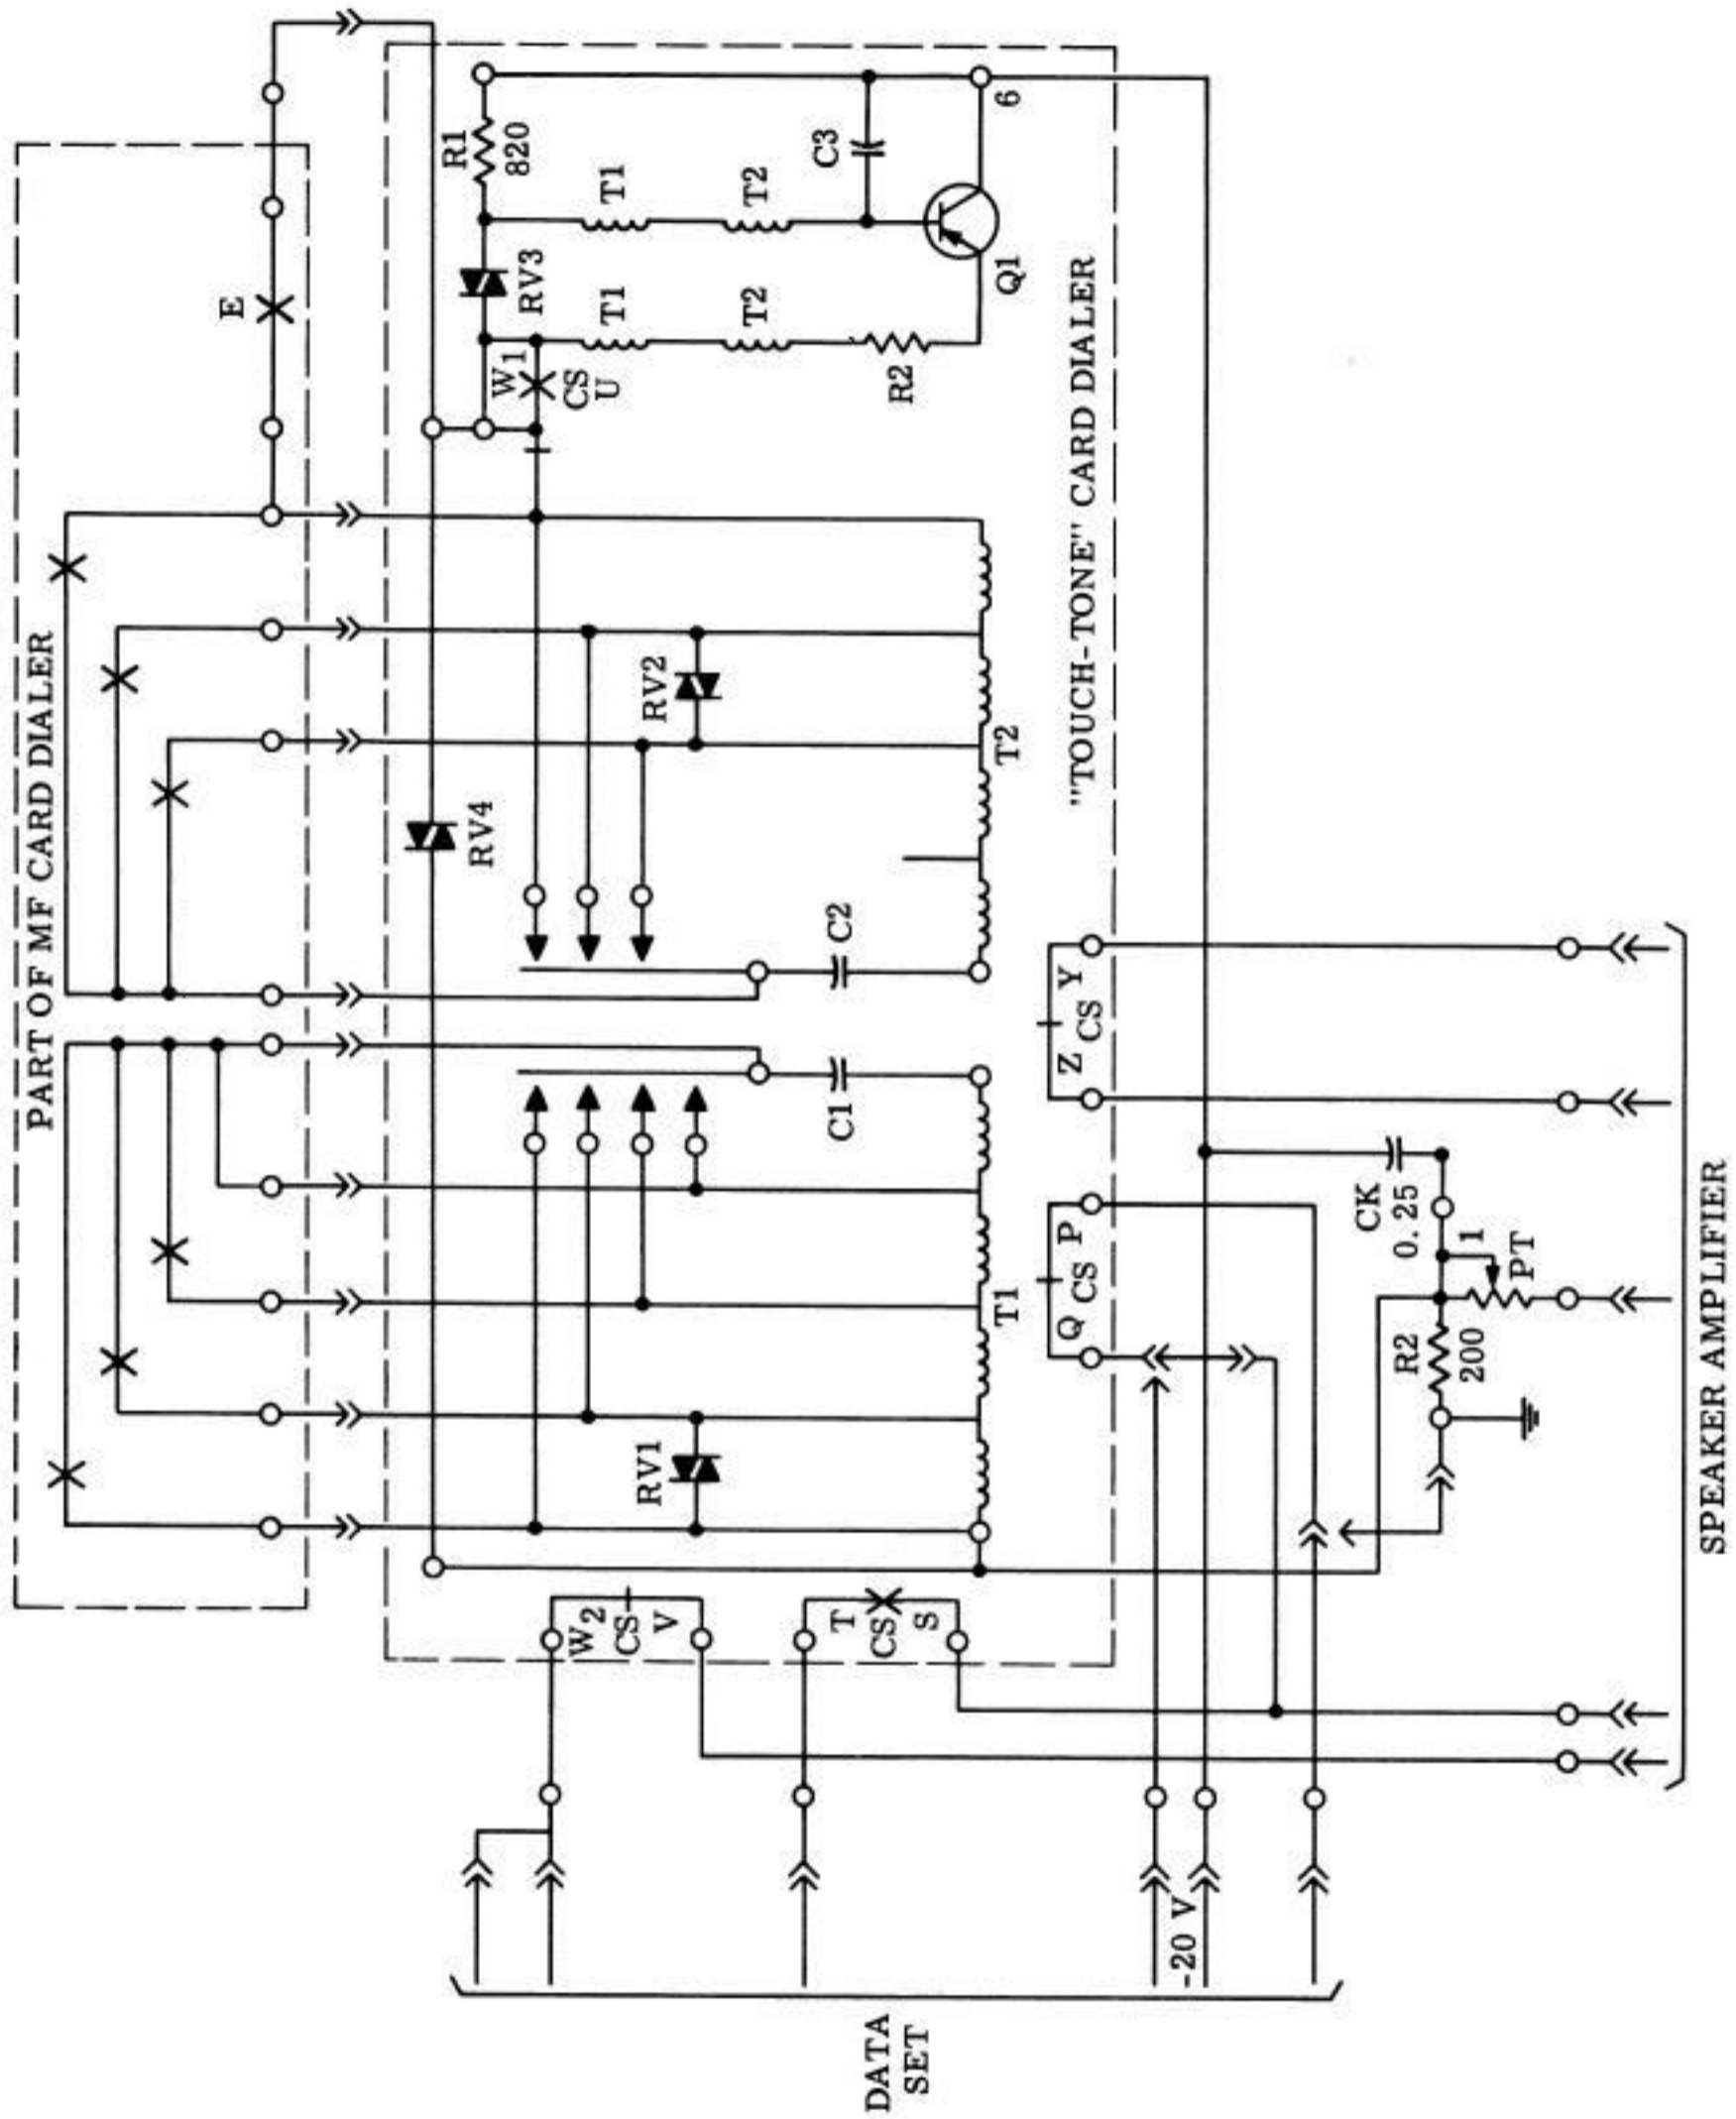 PART OF MF CARD DIALER
E
R1
820
RV3
T1
T2
C3
6
Q1
W1
CS
U
T1
T2
R2
RV4
RV2
T2
C2
"TOUCH-TONE" CARD DIALER
C1
RV1
T1
Z CS Y
Q CS P
W2
CS
V
T
CS
S
CK
0.25
1
PT
R2
200
-20 V
DATA
SET
SPEAKER AMPLIFIER